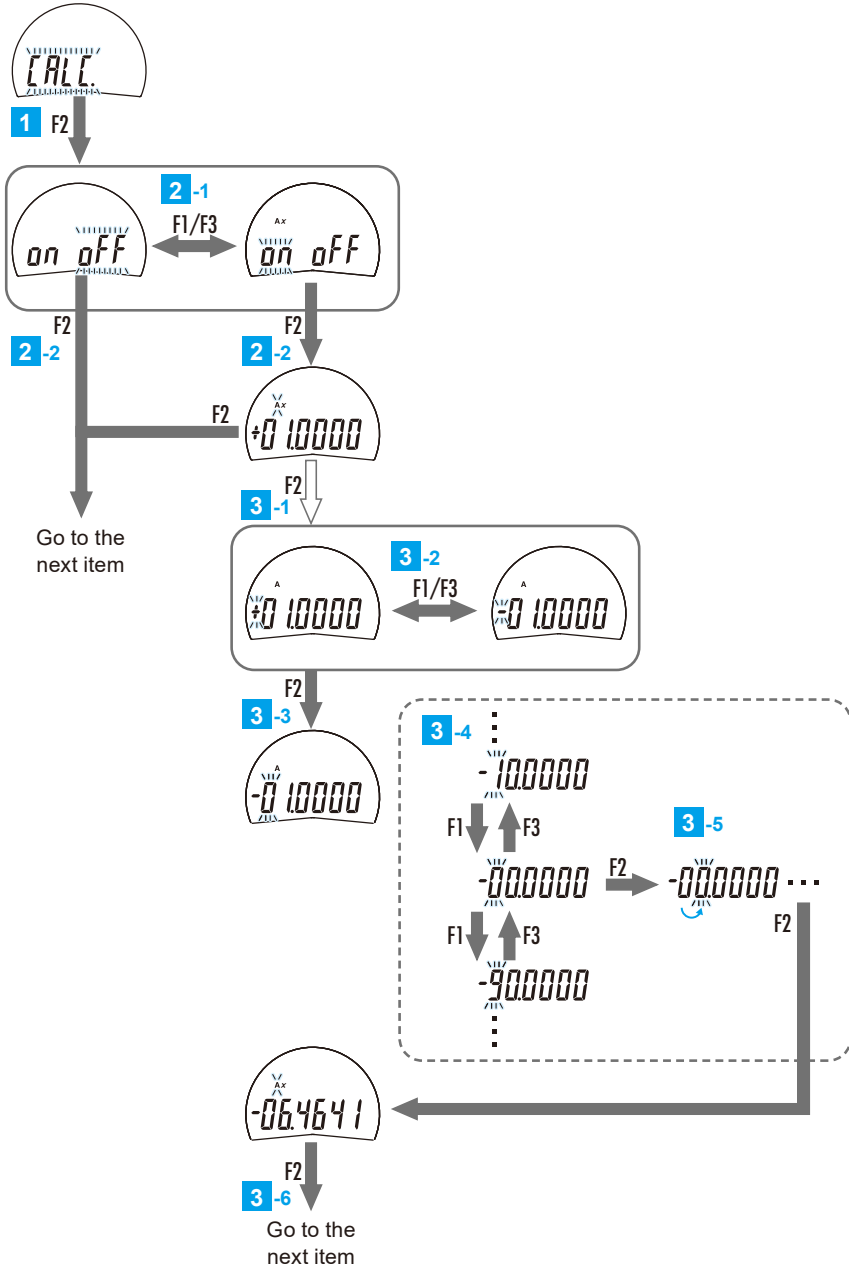 CALC.
1 F2
2 -1
F1/F3
on oFF
Ax
on oFF
F2
2 -2
F2
2 -2
F2
Ax
+01.0000
F2
3 -1
Go to the
next item
3 -2
F1/F3
A
+01.0000
A
-01.0000
F2
3 -3
A
-01.0000
3 -4
-10.0000
F1 F3
3 -5
-00.0000
F2
-00.0000 ···
F2
F1 F3
-90.0000
Ax
-06.4641
F2
3 -6
Go to the
next item